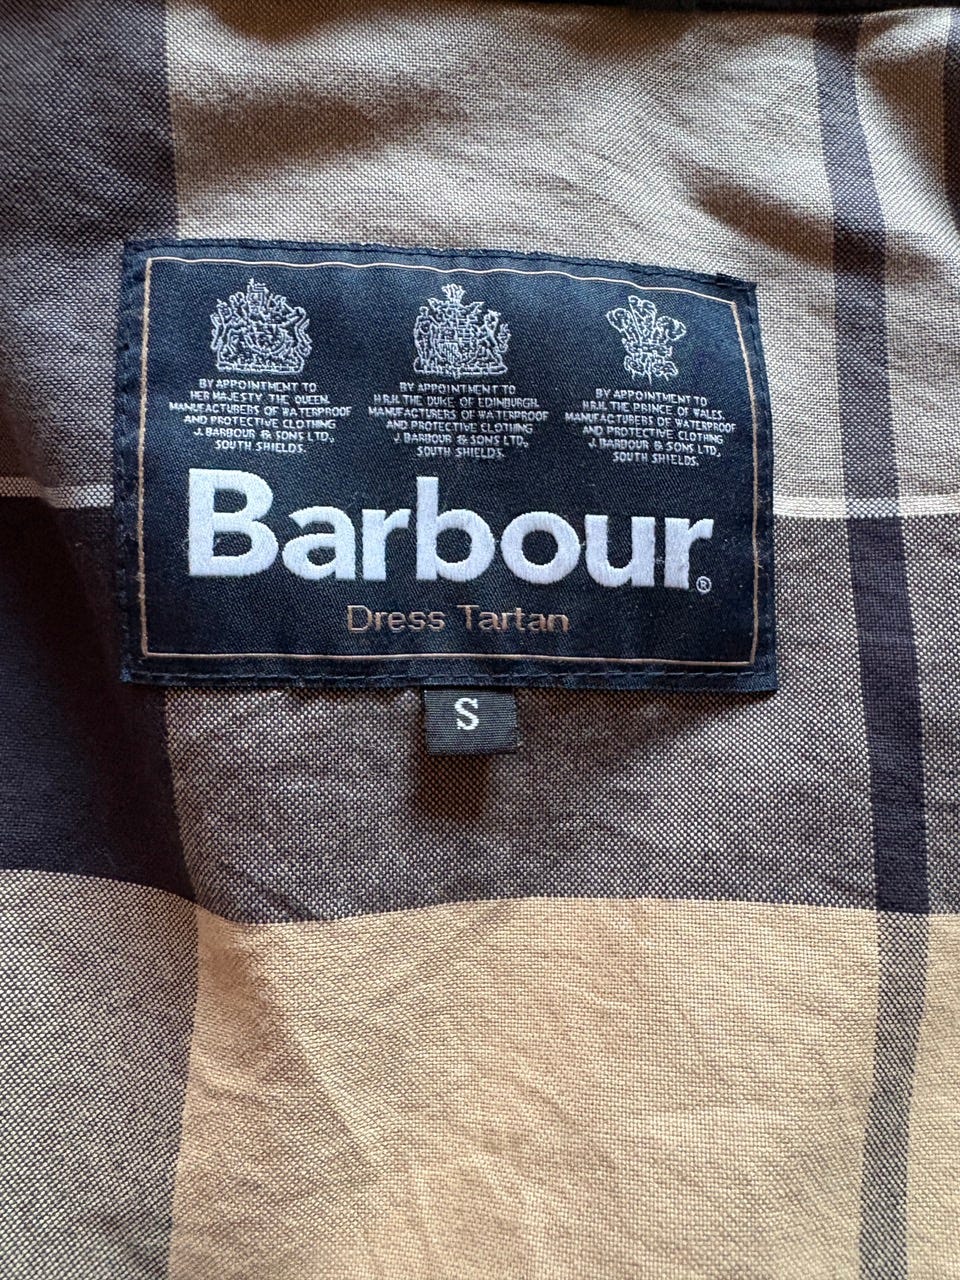 BY APPOINTMENT TO
HER MAJESTY THE QUEEN.
MANUFACTURERS OF WATERPROOF
AND PROTECTIVE CLOTHING
J. BARBOUR & SONS LTD.,
SOUTH SHIELDS.
BY APPOINTMENT TO
H.R.H. THE DUKE OF EDINBURGH.
MANUFACTURERS OF WATERPROOF
AND PROTECTIVE CLOTHING
J. BARBOUR & SONS LTD.,
SOUTH SHIELDS.
BY APPOINTMENT TO
H.R.H. THE PRINCE OF WALES.
MANUFACTURERS OF WATERPROOF
AND PROTECTIVE CLOTHING
J. BARBOUR & SONS LTD,
SOUTH SHIELDS.
Barbour®
Dress Tartan
S